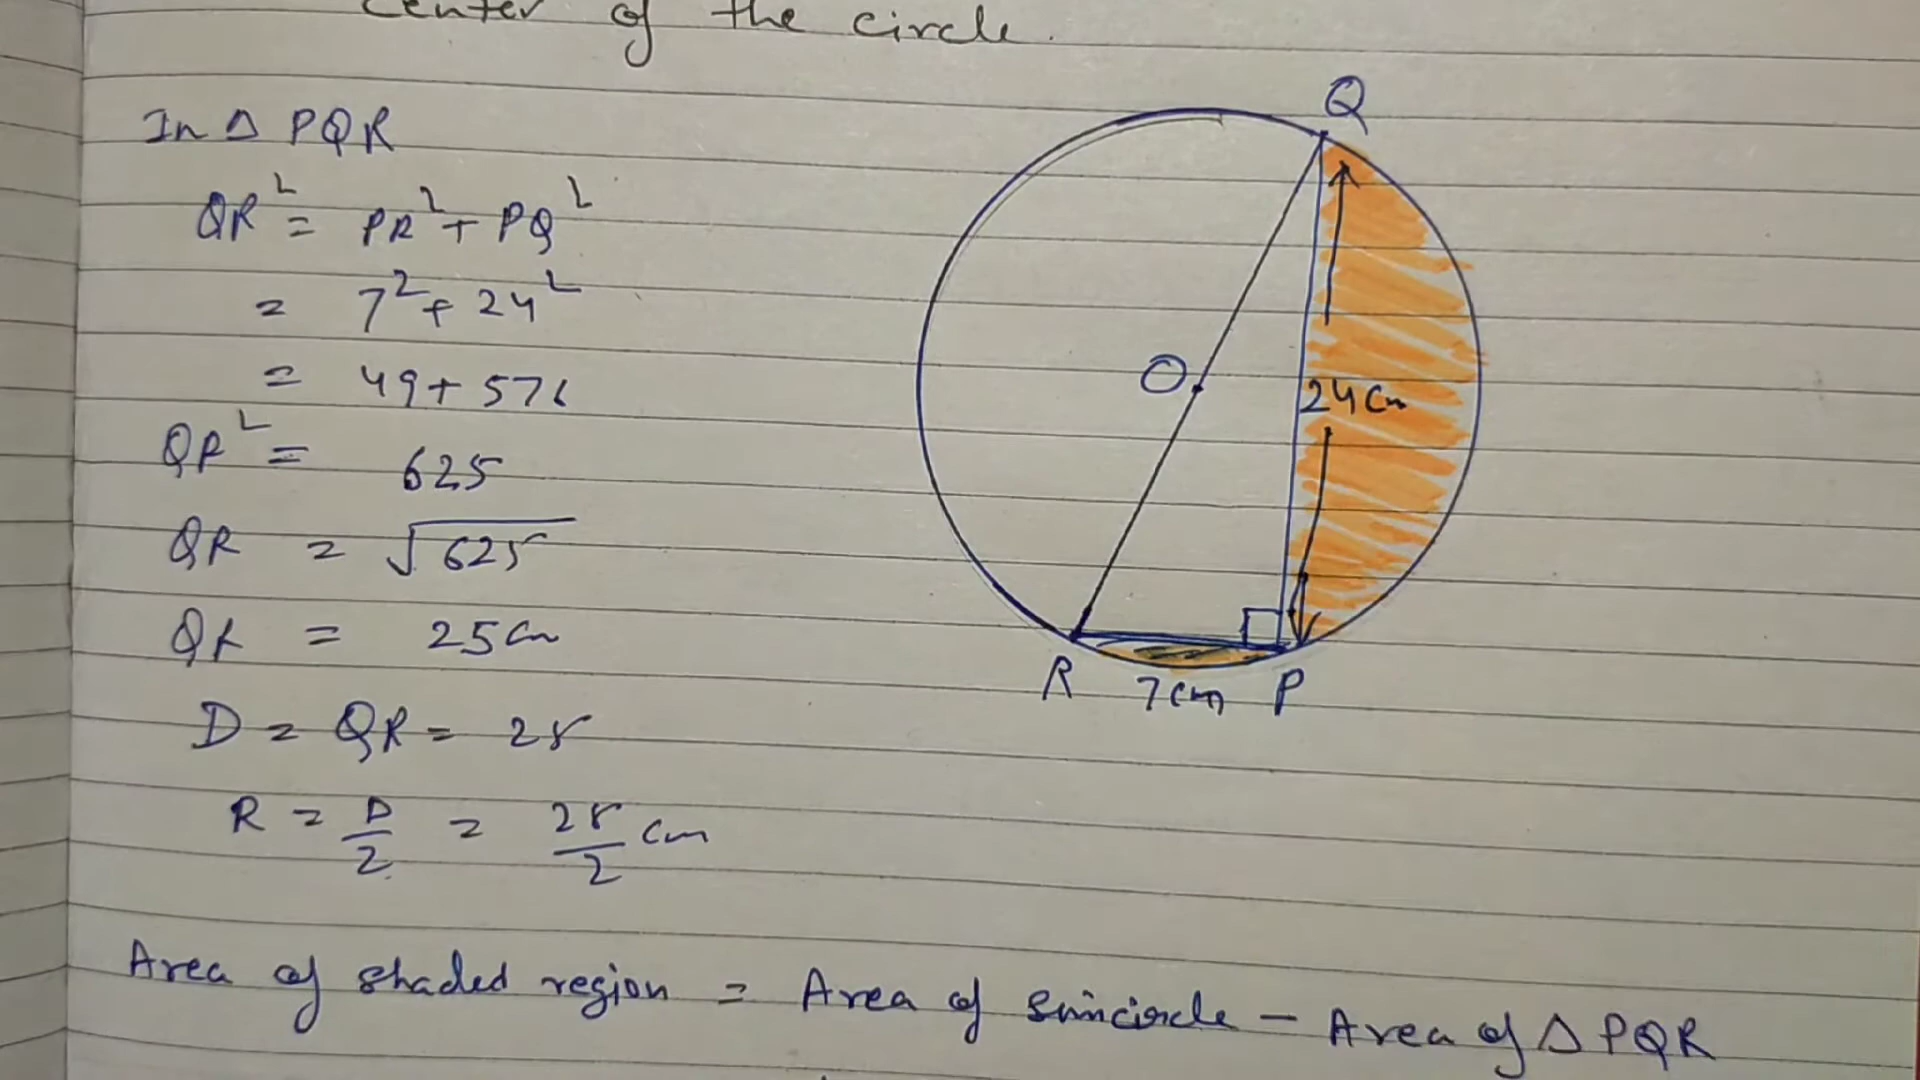 center of the circle.
In △ PQR
QR² = PR² + PQ²
= 7² + 24²
= 49 + 576
QR² = 625
QR = √625
QR = 25 cm
D = QR = 25
R = D/2 = 25/2 cm
Q
O
24 cm
R 7 cm P
Area of shaded region = Area of semicircle - Area of △ PQR